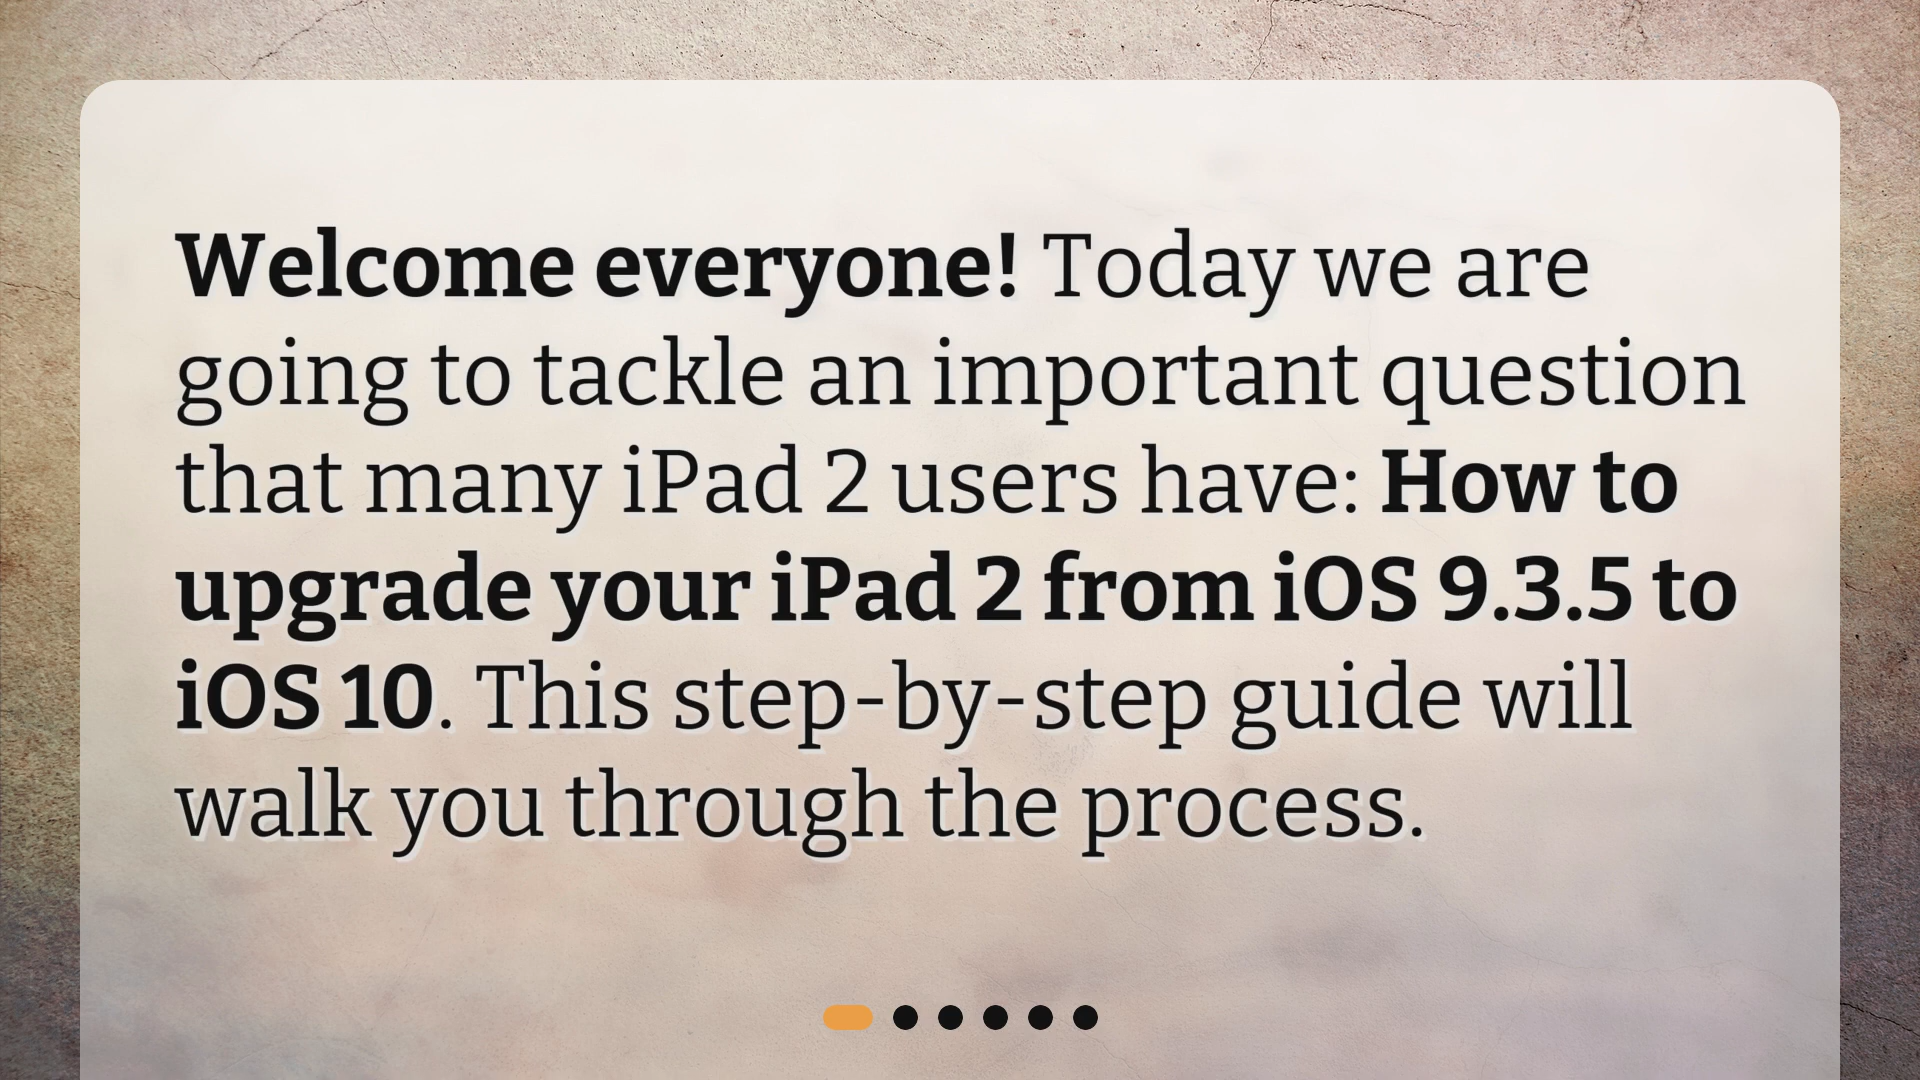 Welcome everyone! Today we are
going to tackle an important question
that many iPad 2 users have: How to
upgrade your iPad 2 from iOS 9.3.5 to
iOS 10. This step-by-step guide will
walk you through the process.